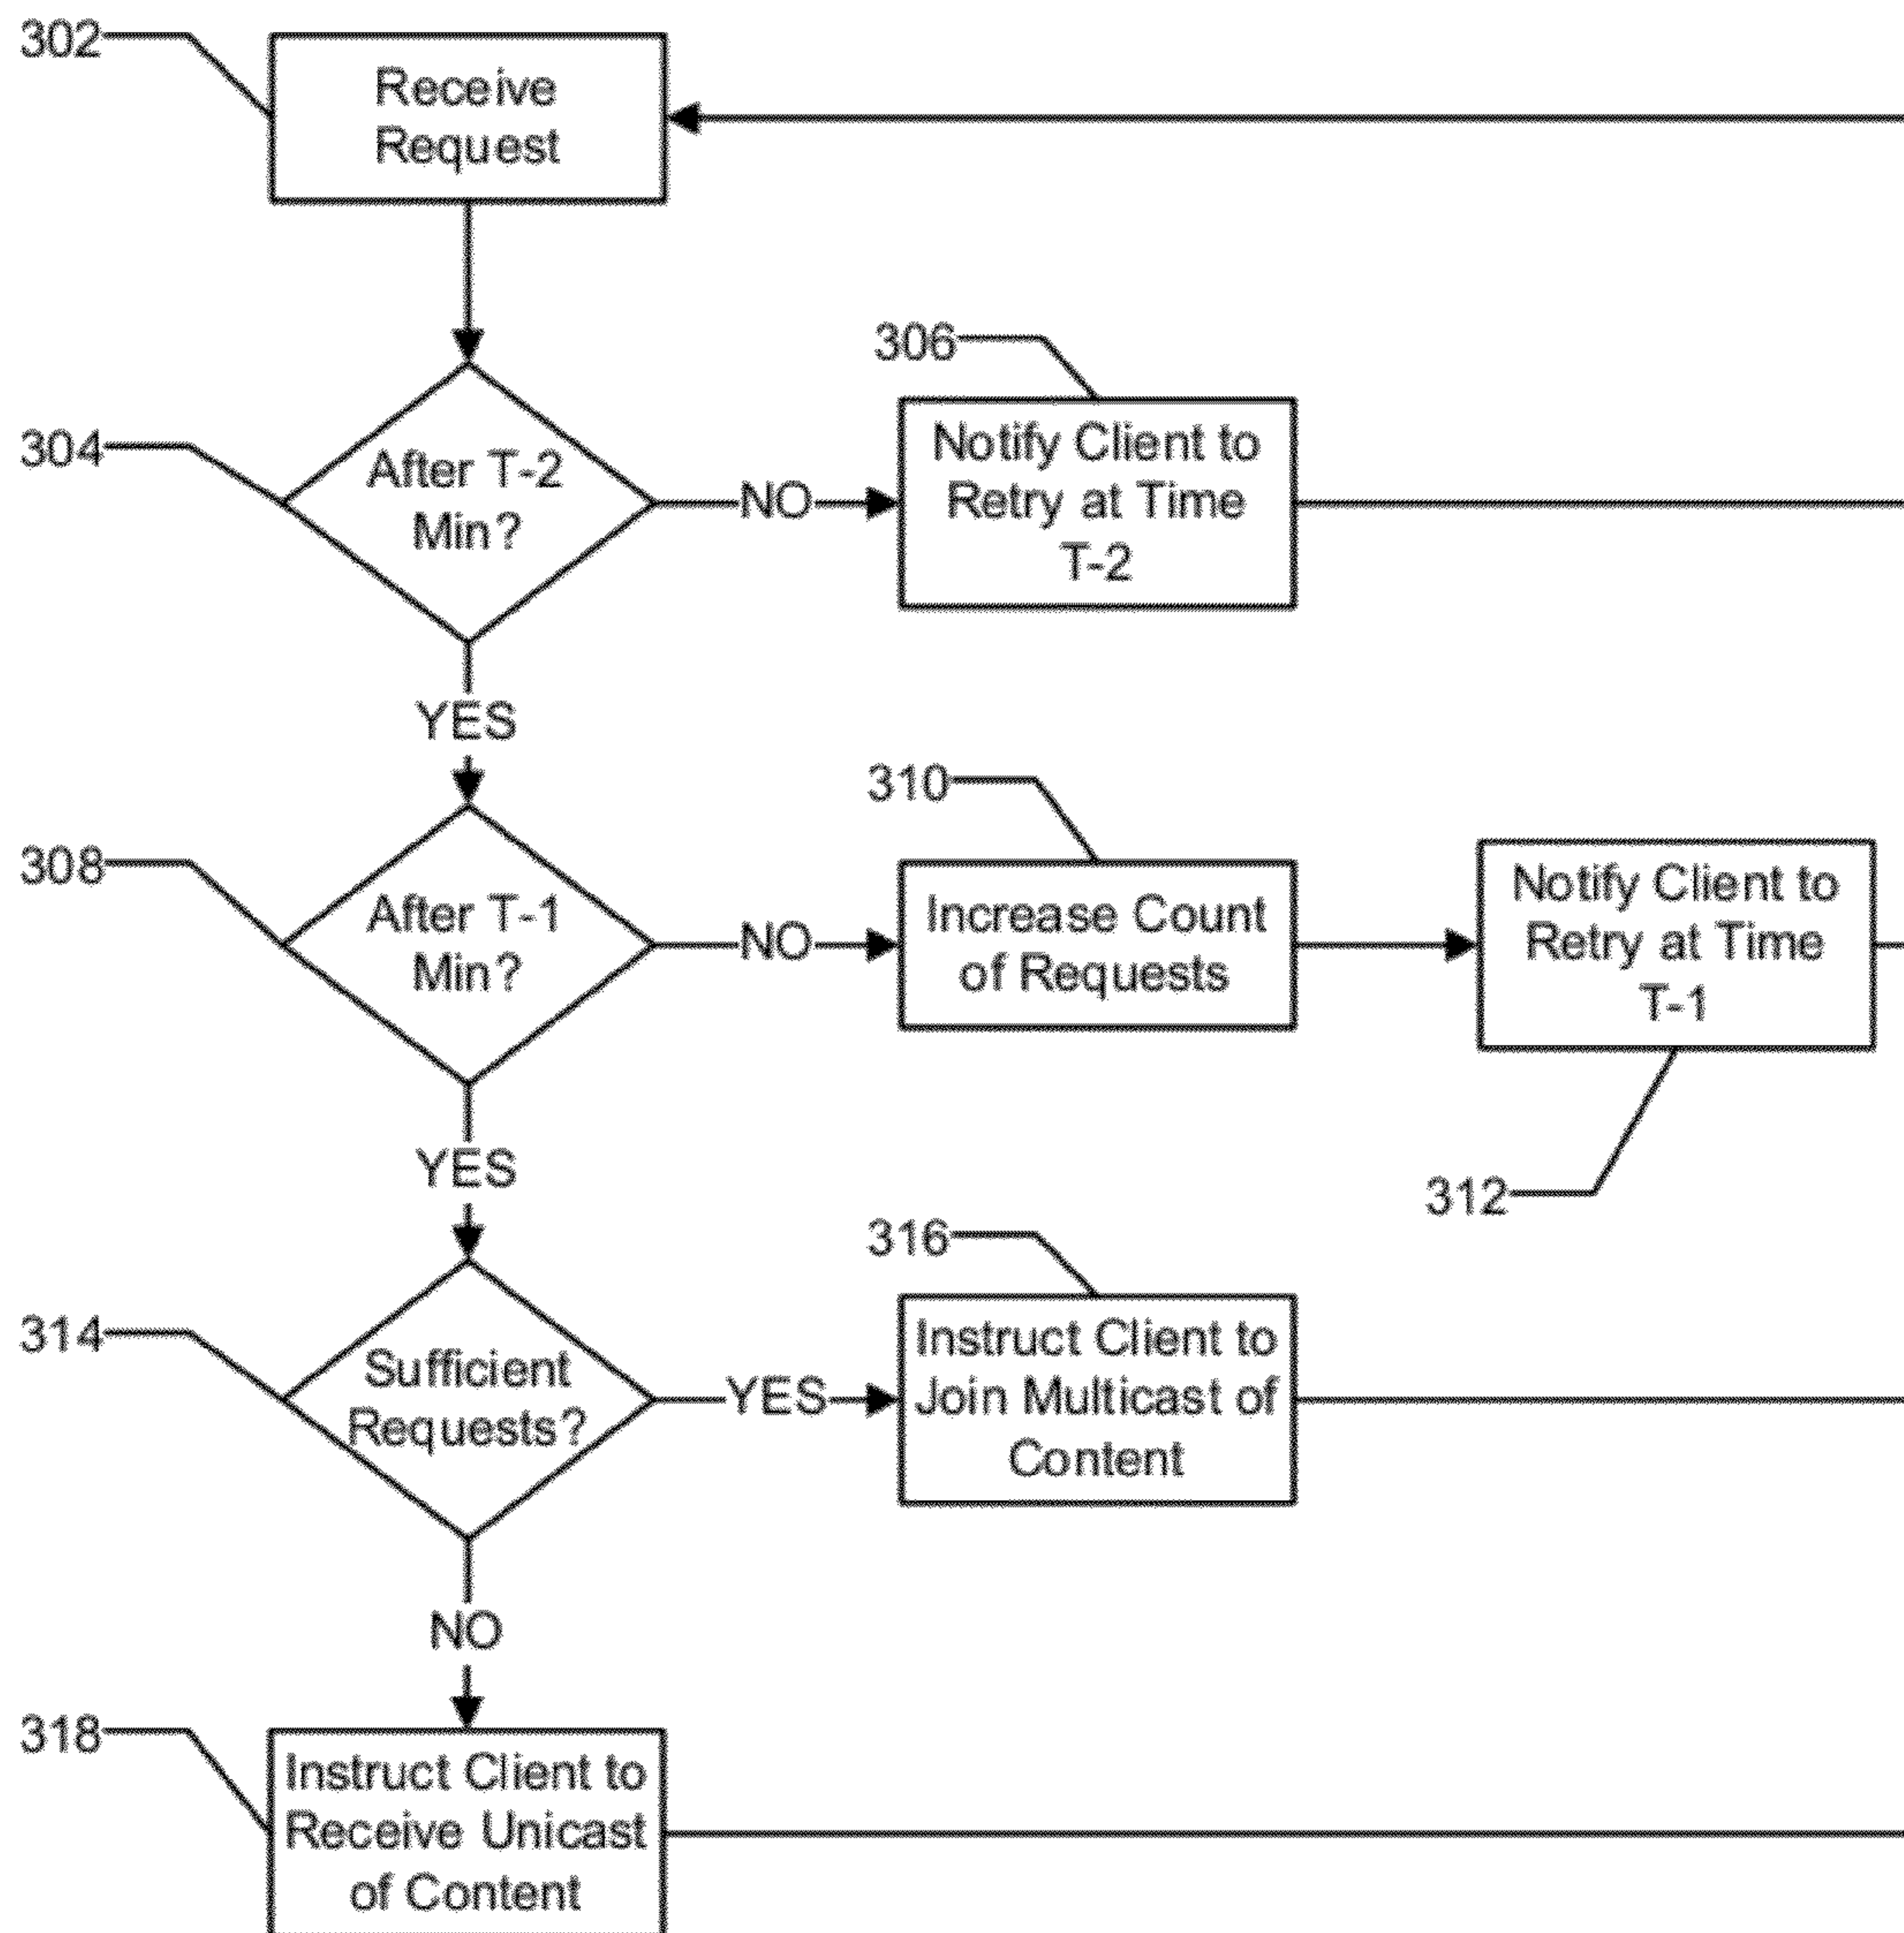 302
Receive
Request
306
304
After T-2
Min?
NO
Notify Client to
Retry at Time
T-2
YES
310
308
After T-1
Min?
NO
Increase Count
of Requests
Notify Client to
Retry at Time
T-1
YES
312
316
314
Sufficient
Requests?
YES
Instruct Client to
Join Multicast of
Content
NO
318
Instruct Client to
Receive Unicast
of Content